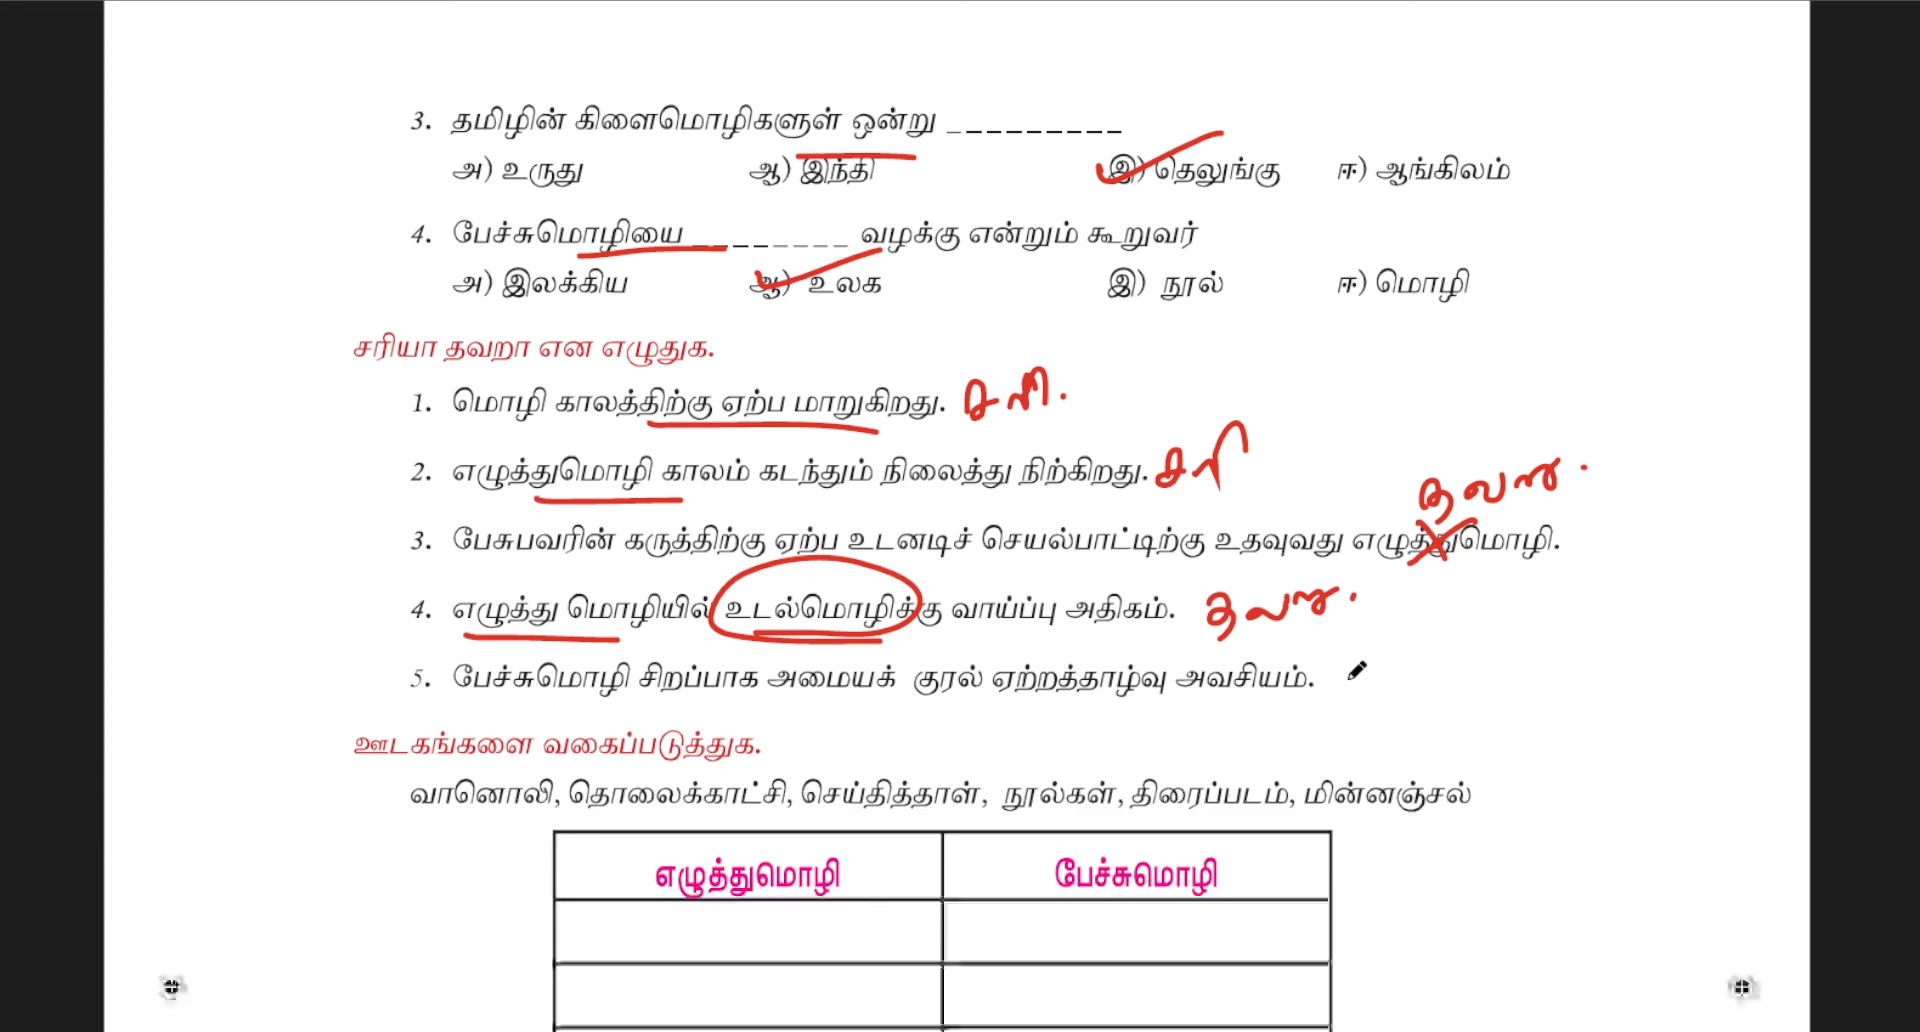 3. தமிழின் கிளைமொழிகளுள் ஒன்று _ _ _ _ _ _ _ _ _
அ) உருது ஆ) இந்தி இ) தெலுங்கு ஈ) ஆங்கிலம்
4. பேச்சுமொழியை _ _ _ _ _ _ _ _ வழக்கு என்றும் கூறுவர்
அ) இலக்கிய ஆ) உலக இ) நூல் ஈ) மொழி
சரியா தவறா என எழுதுக.
1. மொழி காலத்திற்கு ஏற்ப மாறுகிறது. சரி.
2. எழுத்துமொழி காலம் கடந்தும் நிலைத்து நிற்கிறது. சரி
தவறு.
3. பேசுபவரின் கருத்திற்கு ஏற்ப உடனடிச் செயல்பாட்டிற்கு உதவுவது எழுத்துமொழி.
4. எழுத்து மொழியில் உடல்மொழிக்கு வாய்ப்பு அதிகம். தவறு.
5. பேச்சுமொழி சிறப்பாக அமையக் குரல் ஏற்றத்தாழ்வு அவசியம்.
ஊடகங்களை வகைப்படுத்துக.
வானொலி, தொலைக்காட்சி, செய்தித்தாள், நூல்கள், திரைப்படம், மின்னஞ்சல்
எழுத்துமொழி பேச்சுமொழி